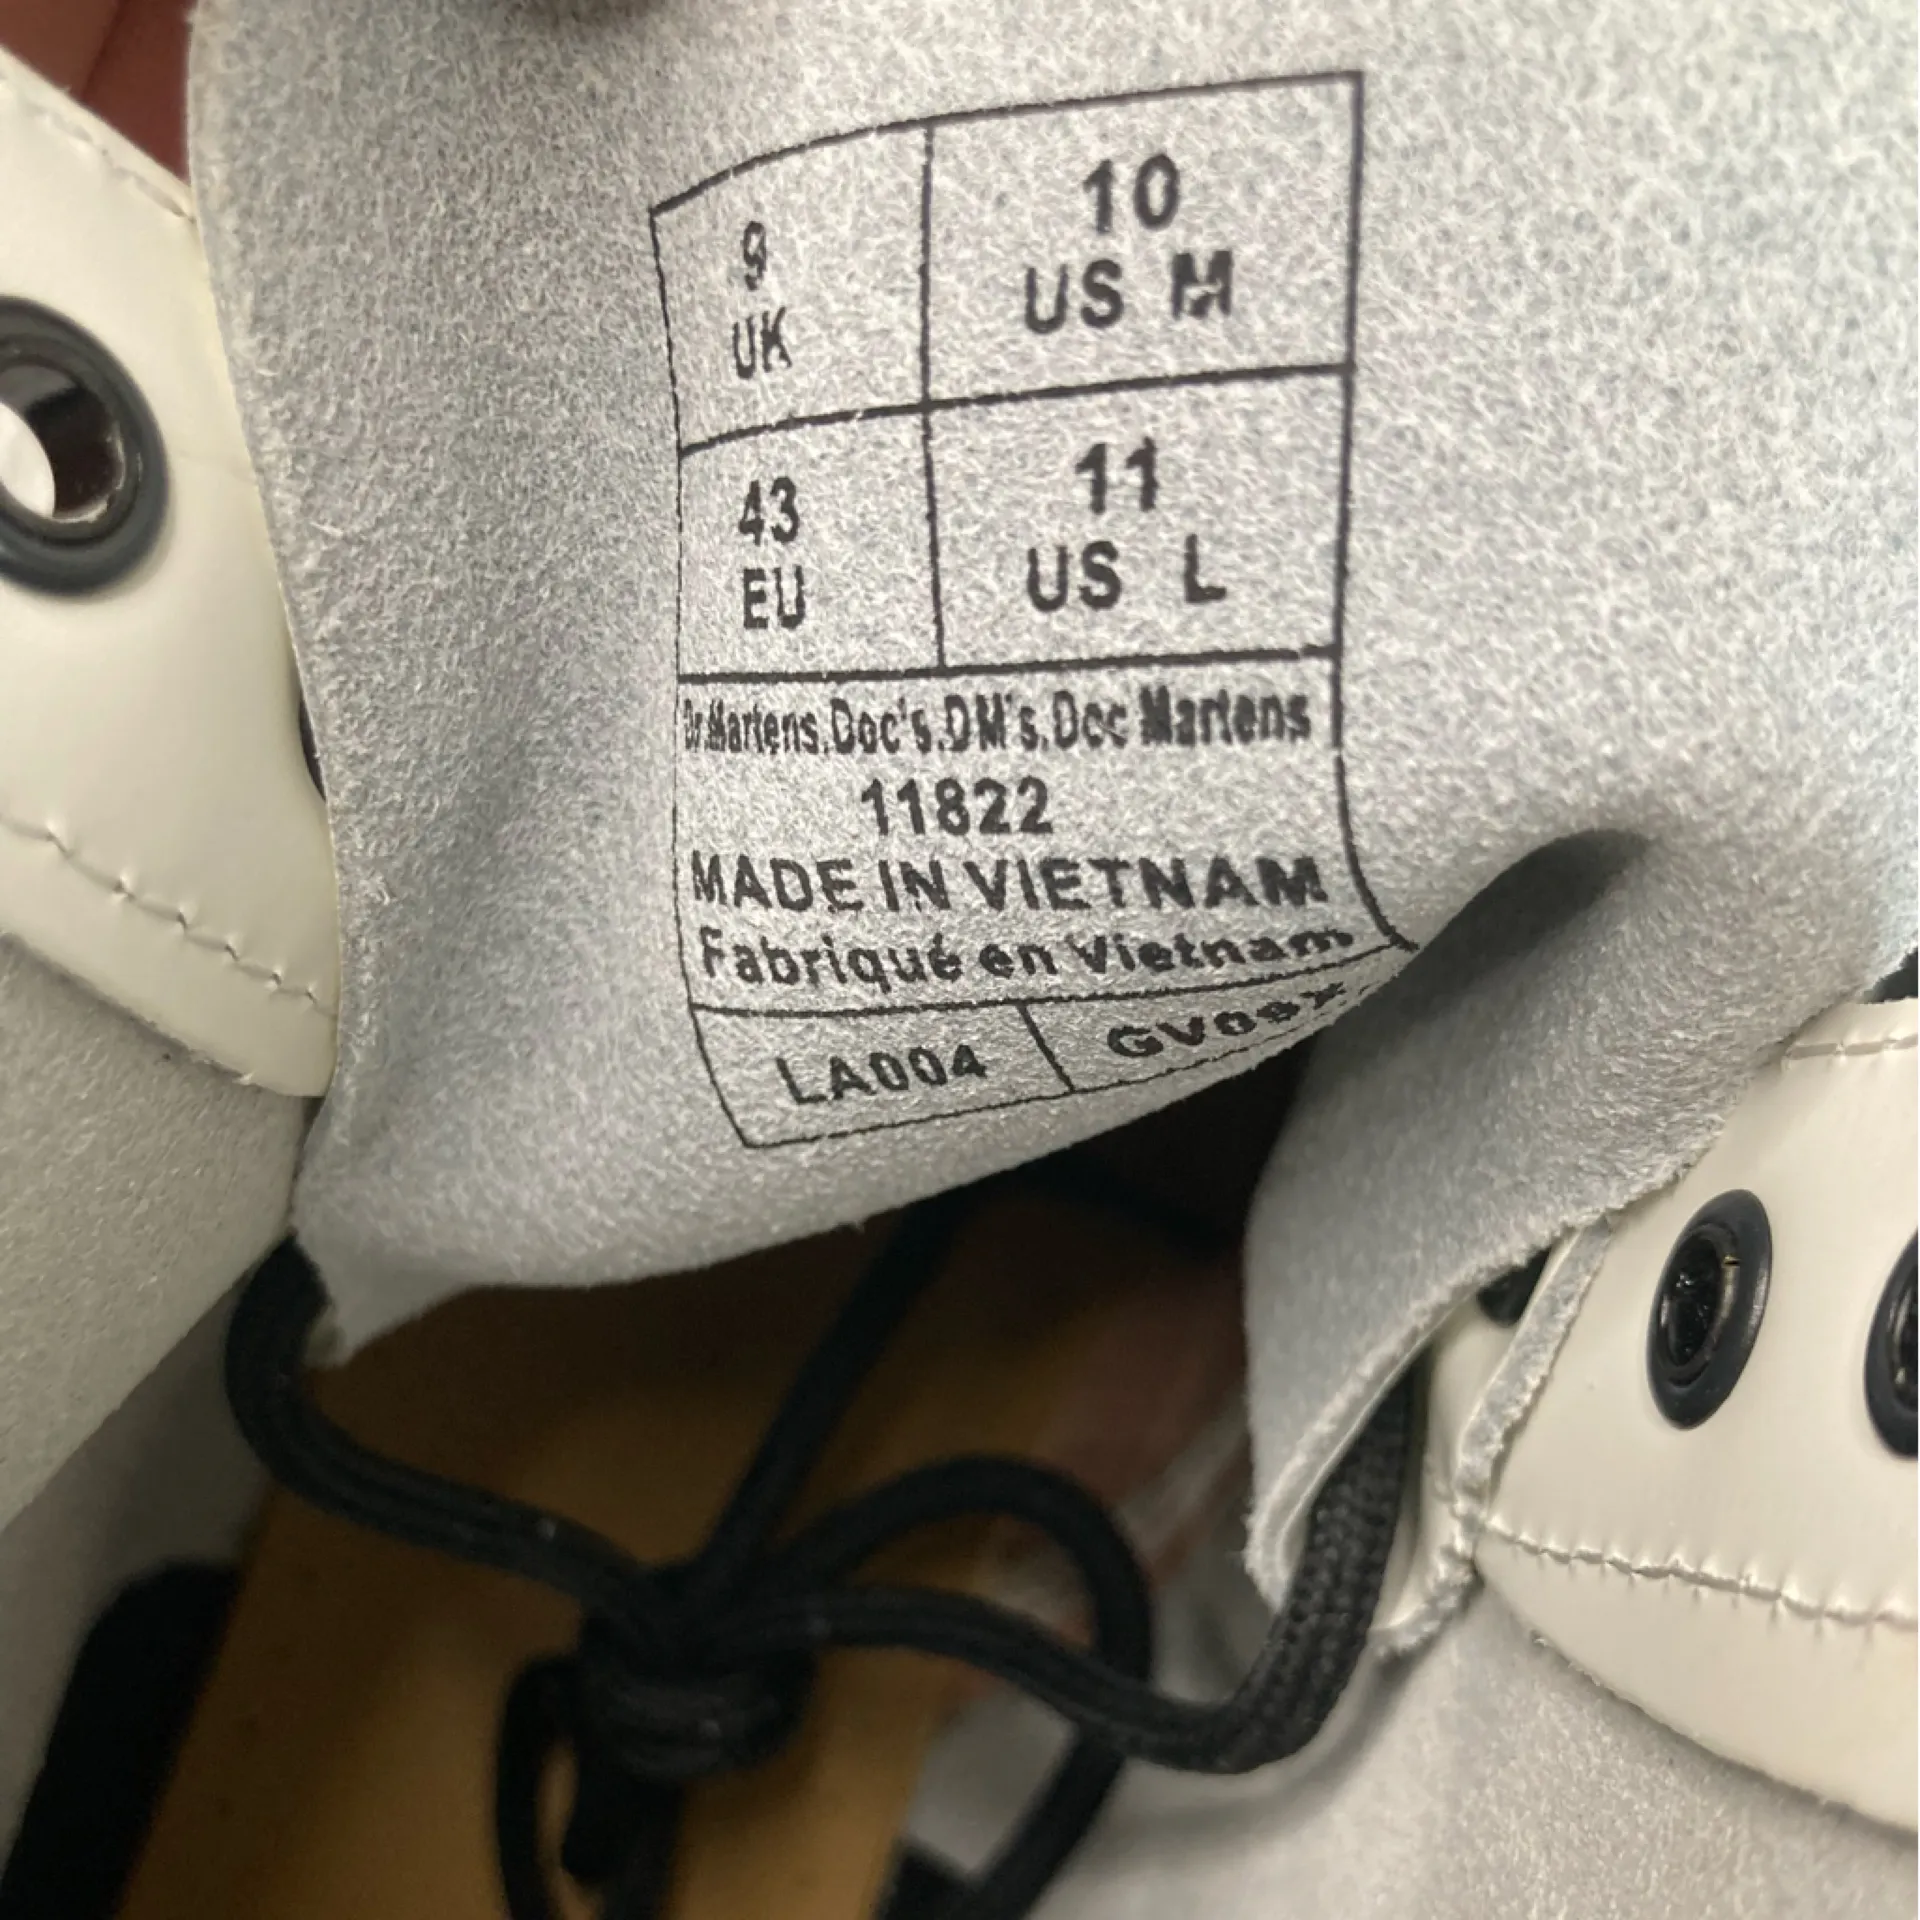 9
UK
10
US M
43
EU
11
US L
Dr.Martens.Doc's.DM's.Doc Martens
11822
MADE IN VIETNAM
Fabriqué en Vietnam
LA004